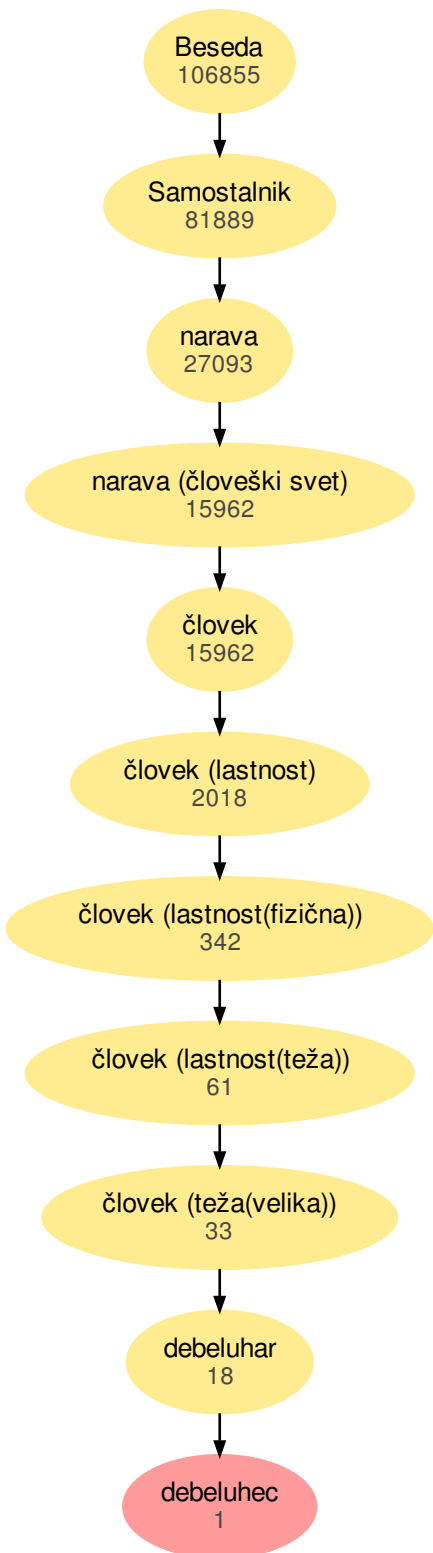 Beseda
106855
Samostalnik
81889
narava
27093
narava (človeški svet)
15962
človek
15962
človek (lastnost)
2018
človek (lastnost(fizična))
342
človek (lastnost(teža))
61
človek (teža(velika))
33
debeluhar
18
debeluhec
1